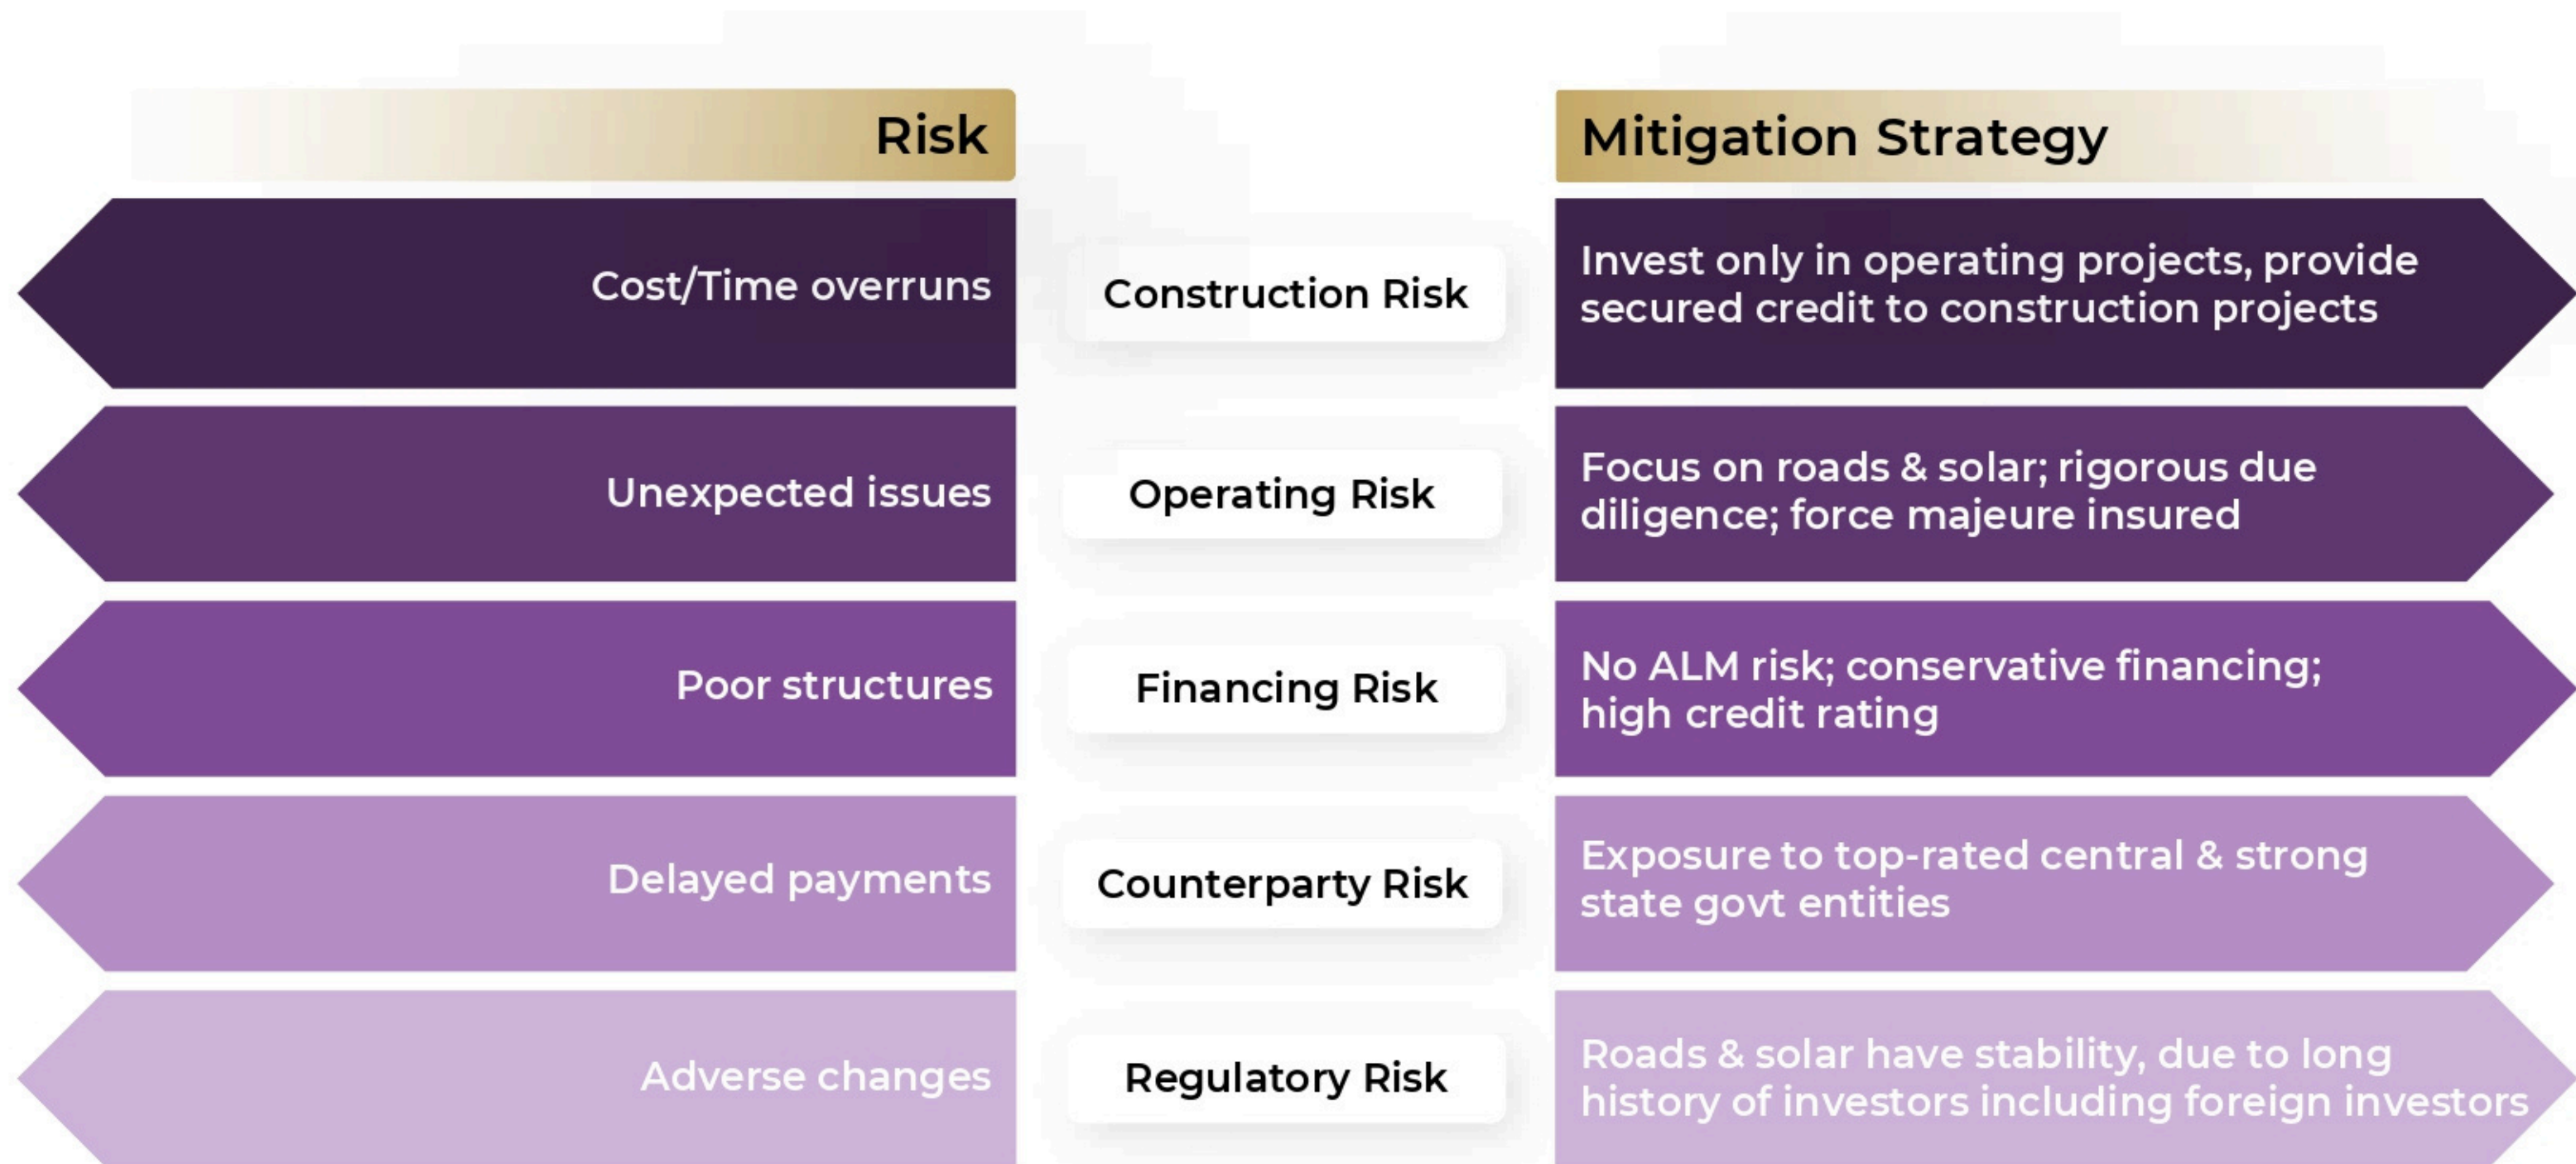 Risk
Mitigation Strategy
Cost/Time overruns
Construction Risk
Invest only in operating projects, provide
secured credit to construction projects
Unexpected issues
Operating Risk
Focus on roads & solar; rigorous due
diligence; force majeure insured
Poor structures
Financing Risk
No ALM risk; conservative financing;
high credit rating
Delayed payments
Counterparty Risk
Exposure to top-rated central & strong
state govt entities
Adverse changes
Regulatory Risk
Roads & solar have stability, due to long
history of investors including foreign investors